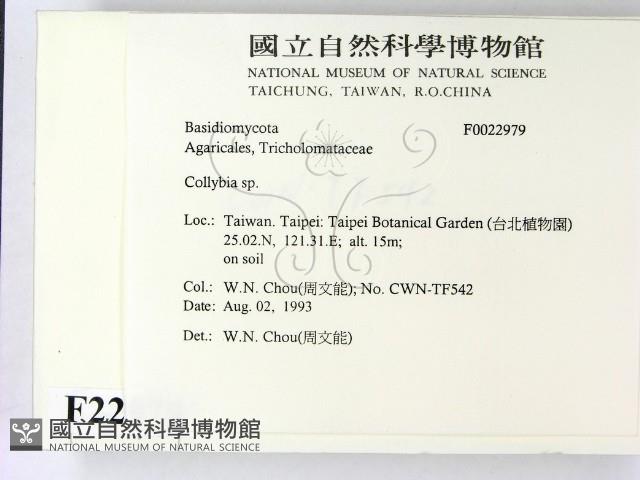 國立自然科學博物館
NATIONAL MUSEUM OF NATURAL SCIENCE
TAICHUNG, TAIWAN, R.O.CHINA
Basidiomycota F0022979
Agaricales, Tricholomataceae
Collybia sp.
Loc.: Taiwan. Taipei: Taipei Botanical Garden (台北植物園)
25.02.N, 121.31.E; alt. 15m;
on soil
Col.: W.N. Chou(周文能); No. CWN-TF542
Date: Aug. 02, 1993
Det.: W.N. Chou(周文能)
F22
國立自然科學博物館
NATIONAL MUSEUM OF NATURAL SCIENCE